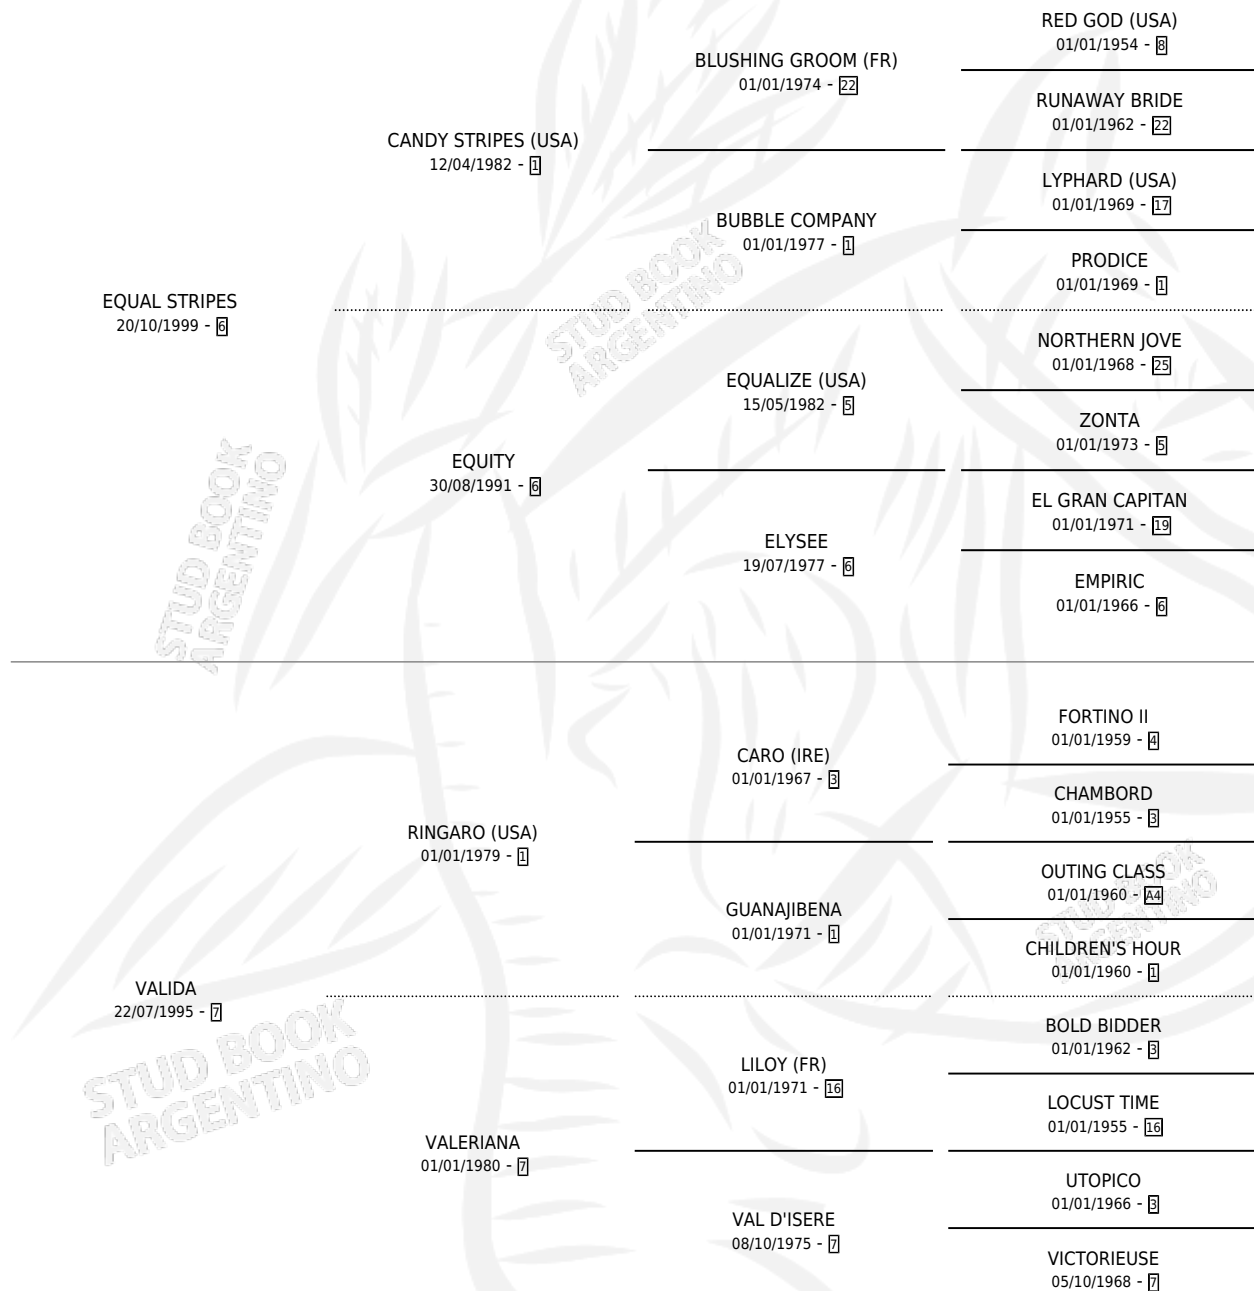 EQUAL STRIPES
20/10/1999 - 6
CANDY STRIPES (USA)
12/04/1982 - 1
EQUITY
30/08/1991 - 6
BLUSHING GROOM (FR)
01/01/1974 - 22
BUBBLE COMPANY
01/01/1977 - 1
EQUALIZE (USA)
15/05/1982 - 5
ELYSEE
19/07/1977 - 6
RED GOD (USA)
01/01/1954 - 8
RUNAWAY BRIDE
01/01/1962 - 22
LYPHARD (USA)
01/01/1969 - 17
PRODICE
01/01/1969 - 1
NORTHERN JOVE
01/01/1968 - 25
ZONTA
01/01/1973 - 5
EL GRAN CAPITAN
01/01/1971 - 19
EMPIRIC
01/01/1966 - 6
VALIDA
22/07/1995 - 7
RINGARO (USA)
01/01/1979 - 1
VALERIANA
01/01/1980 - 7
CARO (IRE)
01/01/1967 - 3
GUANAJIBENA
01/01/1971 - 1
LILOY (FR)
01/01/1971 - 16
VAL D'ISERE
08/10/1975 - 7
FORTINO II
01/01/1959 - 4
CHAMBORD
01/01/1955 - 3
OUTING CLASS
01/01/1960 - A4
CHILDREN'S HOUR
01/01/1960 - 1
BOLD BIDDER
01/01/1962 - 3
LOCUST TIME
01/01/1955 - 16
UTOPICO
01/01/1966 - 3
VICTORIEUSE
05/10/1968 - 7
STUD BOOK
ARGENTINO
STUD BOOK
ARGENTINO
STUD BOOK
ARGENTINO
STUD BOOK
ARGENTINO